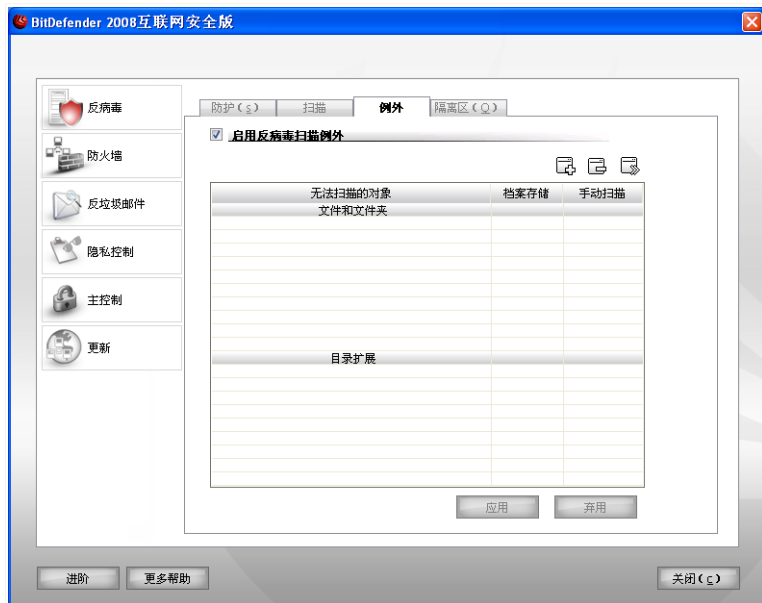 BitDefender 2008互联网安全版
反病毒
防火墙
反垃圾邮件
隐私控制
主控制
更新
防护(s) 扫描 例外 隔离区(Q)
启用反病毒扫描例外
无法扫描的对象 档案存储 手动扫描
文件和文件夹
目录扩展
应用 弃用
进阶 更多帮助 关闭(c)